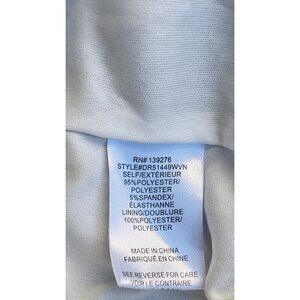 RN# 139276
STYLE#DR51449WVN
SELF/EXTÉRIEUR
95%POLYESTER/
POLYESTER
5%SPANDEX/
ÉLASTHANNE
LINING/DOUBLURE
100%POLYESTER/
POLYESTER
MADE IN CHINA
FABRIQUÉ EN CHINE
SEE REVERSE FOR CARE
VOIR LE CONTRAIRE